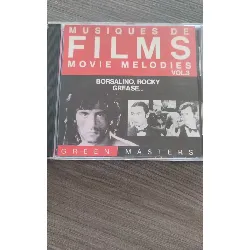 MUSIQUES DE
FILMS
MOVIE MELODIES
VOL.3
BORSALINO, ROCKY
GREASE...
GREEN MASTERS